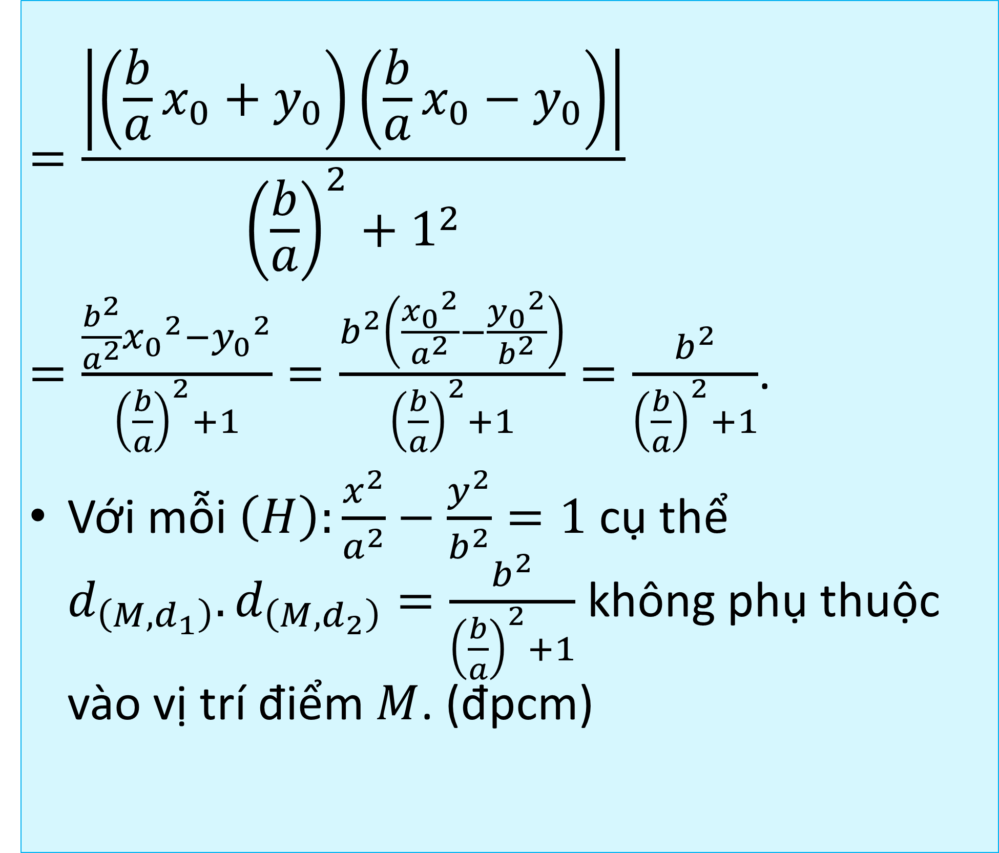 = \frac{\left|\left(\frac{b}{a}x_0 + y_0\right)\left(\frac{b}{a}x_0 - y_0\right)\right|}{\left(\frac{b}{a}\right)^2 + 1^2}
= \frac{\frac{b^2}{a^2}{x_0}^2 - {y_0}^2}{\left(\frac{b}{a}\right)^2 + 1} = \frac{b^2\left(\frac{{x_0}^2}{a^2} - \frac{{y_0}^2}{b^2}\right)}{\left(\frac{b}{a}\right)^2 + 1} = \frac{b^2}{\left(\frac{b}{a}\right)^2 + 1}.
• Với mỗi (H): \frac{x^2}{a^2} - \frac{y^2}{b^2} = 1 cụ thể
d_{(M,d_1)}. d_{(M,d_2)} = \frac{b^2}{\left(\frac{b}{a}\right)^2 + 1} không phụ thuộc
vào vị trí điểm M. (đpcm)